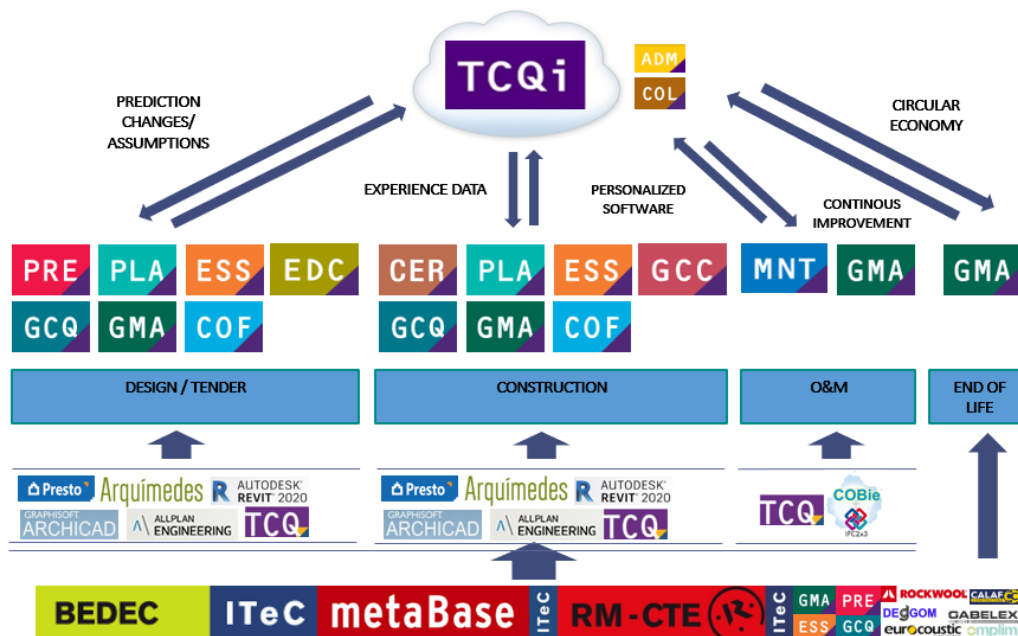 TCQi
ADM
COL
PREDICTION
CHANGES/
ASSUMPTIONS
CIRCULAR
ECONOMY
EXPERIENCE DATA
PERSONALIZED
SOFTWARE
CONTINOUS
IMPROVEMENT
PRE PLA ESS EDC
GCQ GMA COF
CER PLA ESS GCC
GCQ GMA COF
MNT GMA
GMA
DESIGN / TENDER
CONSTRUCTION
O&M
END OF
LIFE
Presto Arquímedes R AUTODESK®
REVIT® 2020
GRAPHISOFT
ARCHICAD
ALLPLAN
ENGINEERING
TCQ
Presto Arquímedes R AUTODESK®
REVIT® 2020
GRAPHISOFT
ARCHICAD
ALLPLAN
ENGINEERING
TCQ
TCQ
COBie
IFC2x3
BEDEC ITeC metaBase ITeC RM-CTE ITeC
GMA PRE
ESS GCQ
ROCKWOOL CALAF
GABELEX
eurocoustic